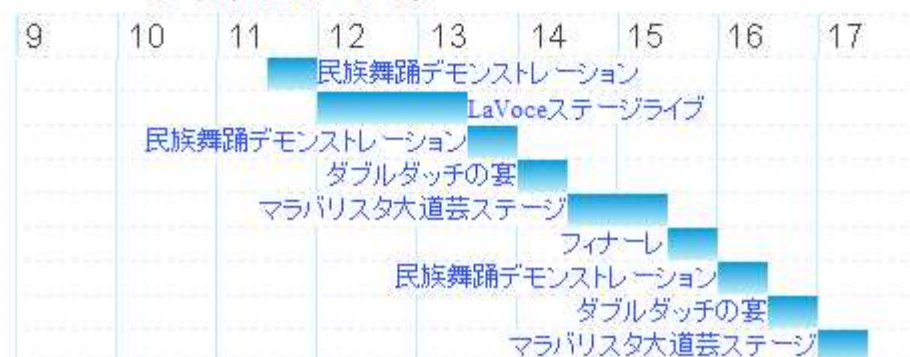 9 10 11 12 13 14 15 16 17
民族舞踊デモンストレーション
LaVoceステージライブ
民族舞踊デモンストレーション
ダブルダッチの宴
マラバリスタ大道芸ステージ
フィナーレ
民族舞踊デモンストレーション
ダブルダッチの宴
マラバリスタ大道芸ステージ